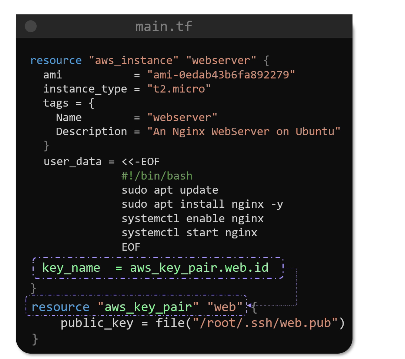 main.tf
resource "aws_instance" "webserver" {
  ami           = "ami-0edab43b6fa892279"
  instance_type = "t2.micro"
  tags = {
    Name        = "webserver"
    Description = "An Nginx WebServer on Ubuntu"
  }
  user_data = <<-EOF
              #!/bin/bash
              sudo apt update
              sudo apt install nginx -y
              systemctl enable nginx
              systemctl start nginx
              EOF
  key_name  = aws_key_pair.web.id
}
resource "aws_key_pair" "web" {
    public_key = file("/root/.ssh/web.pub")
}